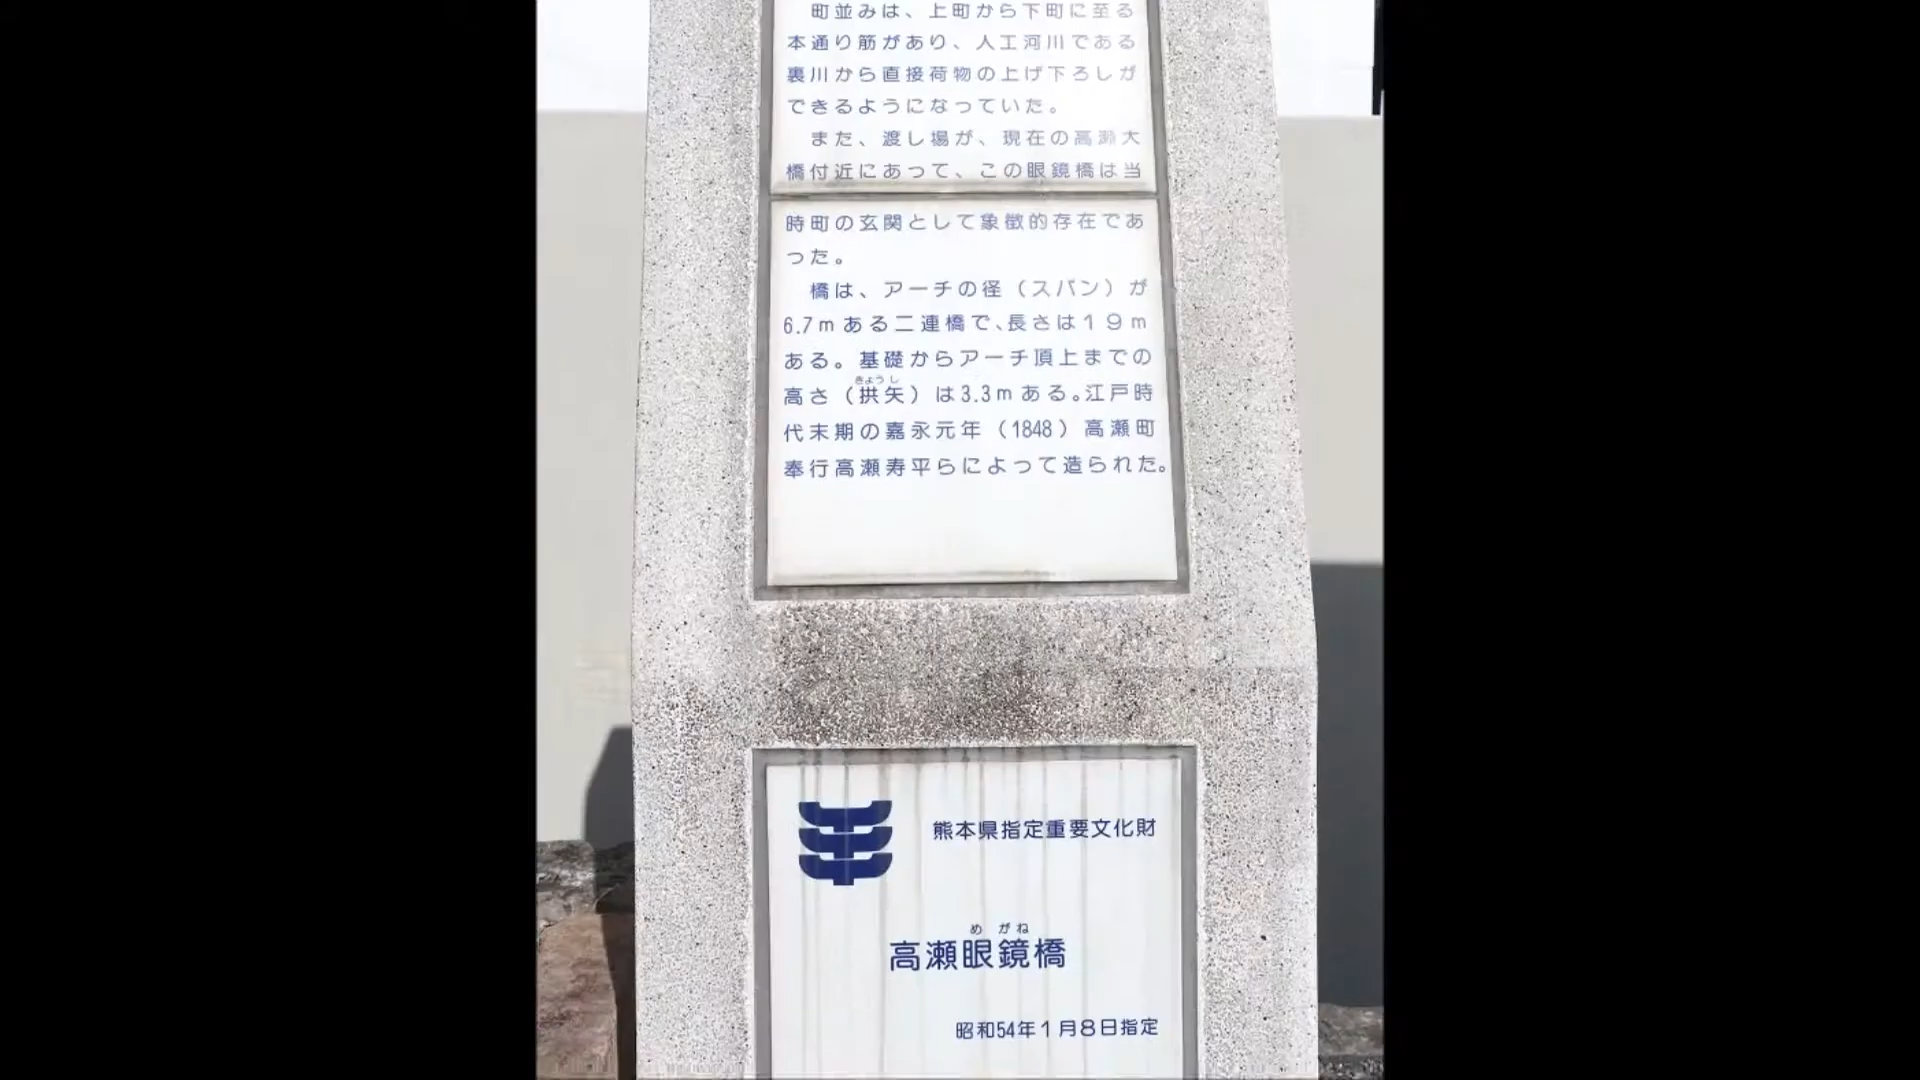 町並みは、上町から下町に至る
本通り筋があり、人工河川である
裏川から直接荷物の上げ下ろしが
できるようになっていた。
また、渡し場が、現在の高瀬大
橋付近にあって、この眼鏡橋は当
時町の玄関として象徴的存在であ
った。
橋は、アーチの径（スパン）が
6.7mある二連橋で、長さは19m
ある。基礎からアーチ頂上までの
きょうし
高さ（拱矢）は3.3mある。江戸時
代末期の嘉永元年（1848）高瀬町
奉行高瀬寿平らによって造られた。
熊本県指定重要文化財
めがね
高瀬眼鏡橋
昭和54年1月8日指定